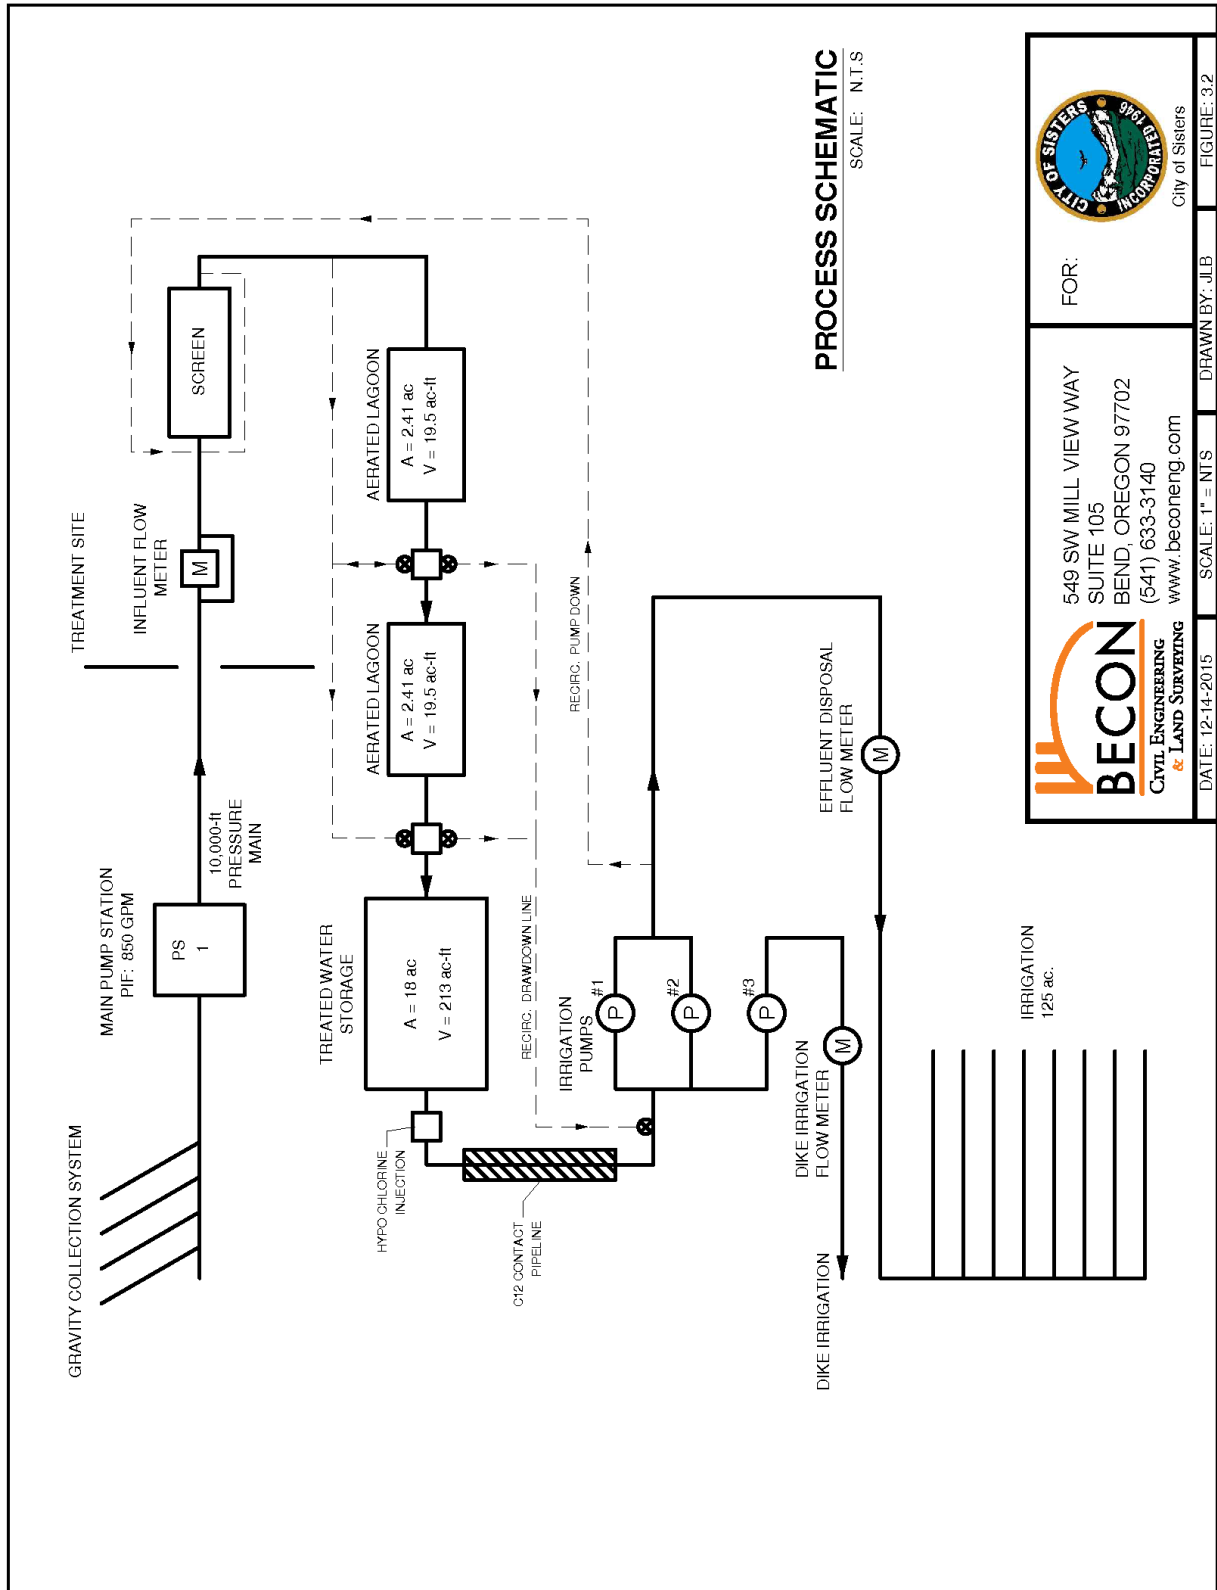 GRAVITY COLLECTION SYSTEM
MAIN PUMP STATION
PIF: 850 GPM
PS
1
10,000-ft
PRESSURE
MAIN
TREATMENT SITE
INFLUENT FLOW
METER
M
SCREEN
TREATED WATER
STORAGE
A = 18 ac
V = 213 ac-ft
AERATED LAGOON
A = 2.41 ac
V = 19.5 ac-ft
AERATED LAGOON
A = 2.41 ac
V = 19.5 ac-ft
HYPO CHLORINE
INJECTION
C12 CONTACT
PIPELINE
RECIRC. DRAWDOWN LINE
RECIRC. PUMP DOWN
IRRIGATION
PUMPS
#1
P
#2
P
#3
P
DIKE IRRIGATION
FLOW METER
M
DIKE IRRIGATION
EFFLUENT DISPOSAL
FLOW METER
M
IRRIGATION
125 ac.
PROCESS SCHEMATIC
SCALE: N.T.S
BECON
CIVIL ENGINEERING
& LAND SURVEYING
549 SW MILL VIEW WAY
SUITE 105
BEND, OREGON 97702
(541) 633-3140
www.beconeng.com
FOR:
CITY OF SISTERS
INCORPORATED 1946
City of Sisters
DATE: 12-14-2015
SCALE: 1" = NTS
DRAWN BY: JLB
FIGURE: 3.2